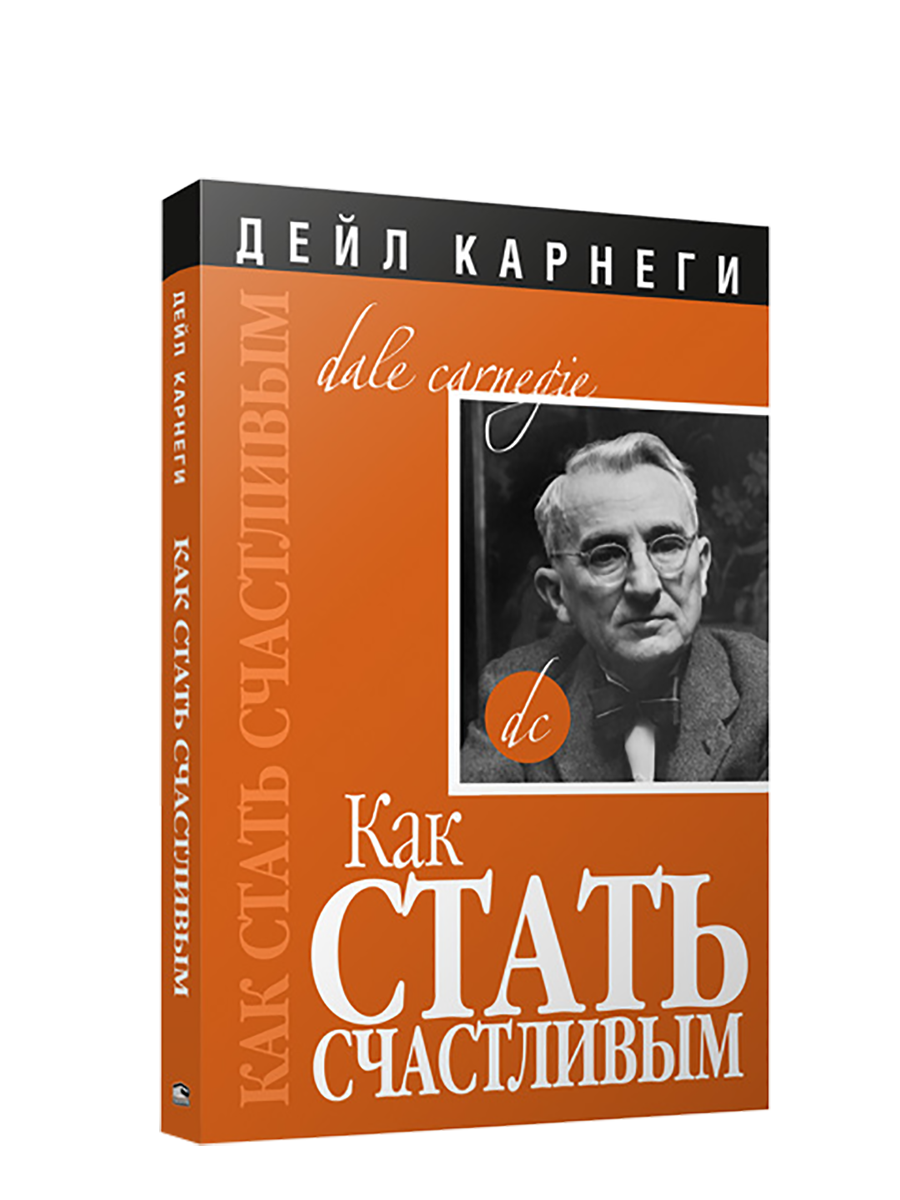 ДЕЙЛ КАРНЕГИ
dale carnegie
dc
Как
СТАТЬ
СЧАСТЛИВЫМ
КАК СТАТЬ СЧАСТЛИВЫМ
ДЕЙЛ КАРНЕГИ КАК СТАТЬ СЧАСТЛИВЫМ